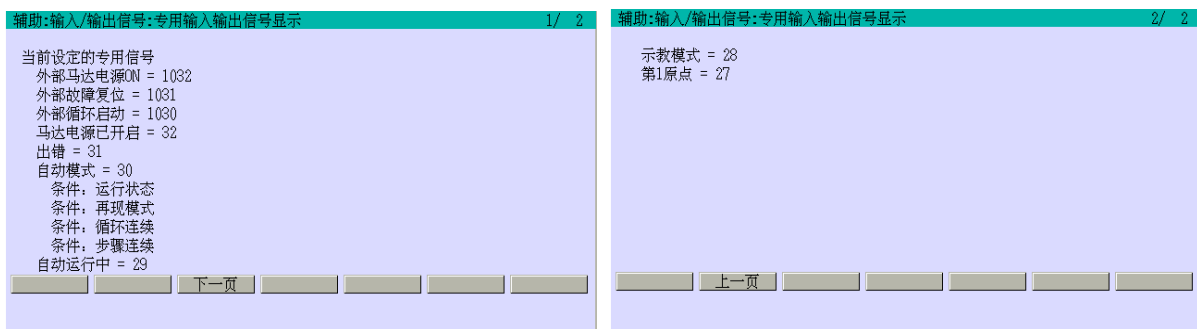 辅助:输入/输出信号:专用输入输出信号显示 1/ 2
当前设定的专用信号
外部马达电源ON = 1032
外部故障复位 = 1031
外部循环启动 = 1030
马达电源已开启 = 32
出错 = 31
自动模式 = 30
条件: 运行状态
条件: 再现模式
条件: 循环连续
条件: 步骤连续
自动运行中 = 29
下一页
辅助:输入/输出信号:专用输入输出信号显示 2/ 2
示教模式 = 28
第1原点 = 27
上一页